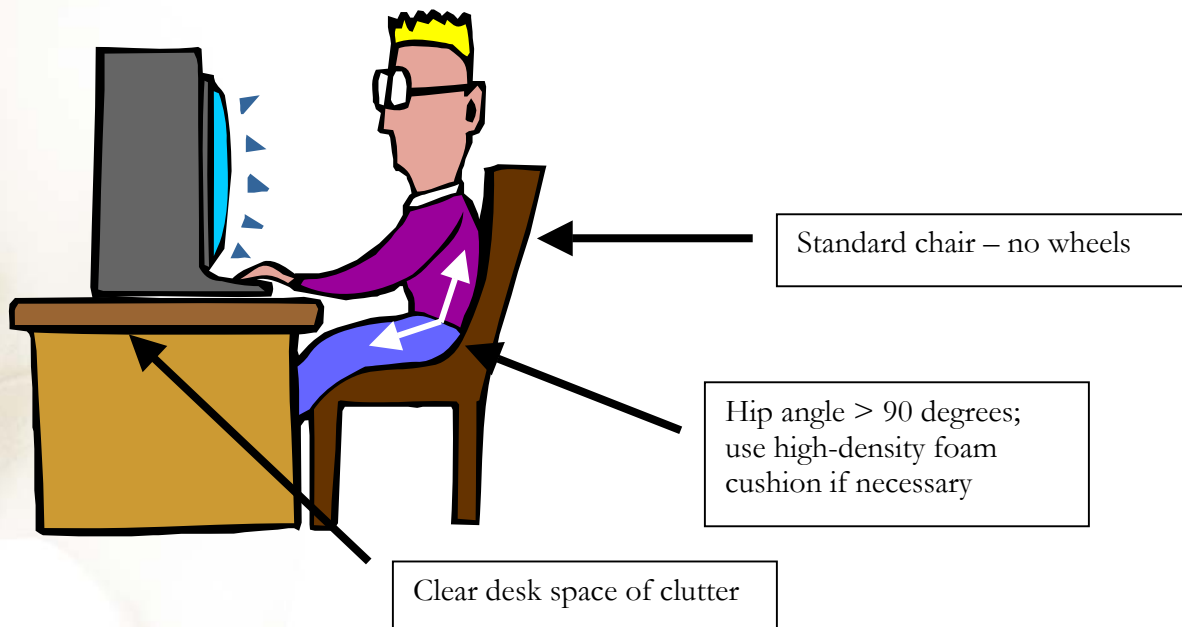 Standard chair – no wheels
Hip angle > 90 degrees;
use high-density foam
cushion if necessary
Clear desk space of clutter